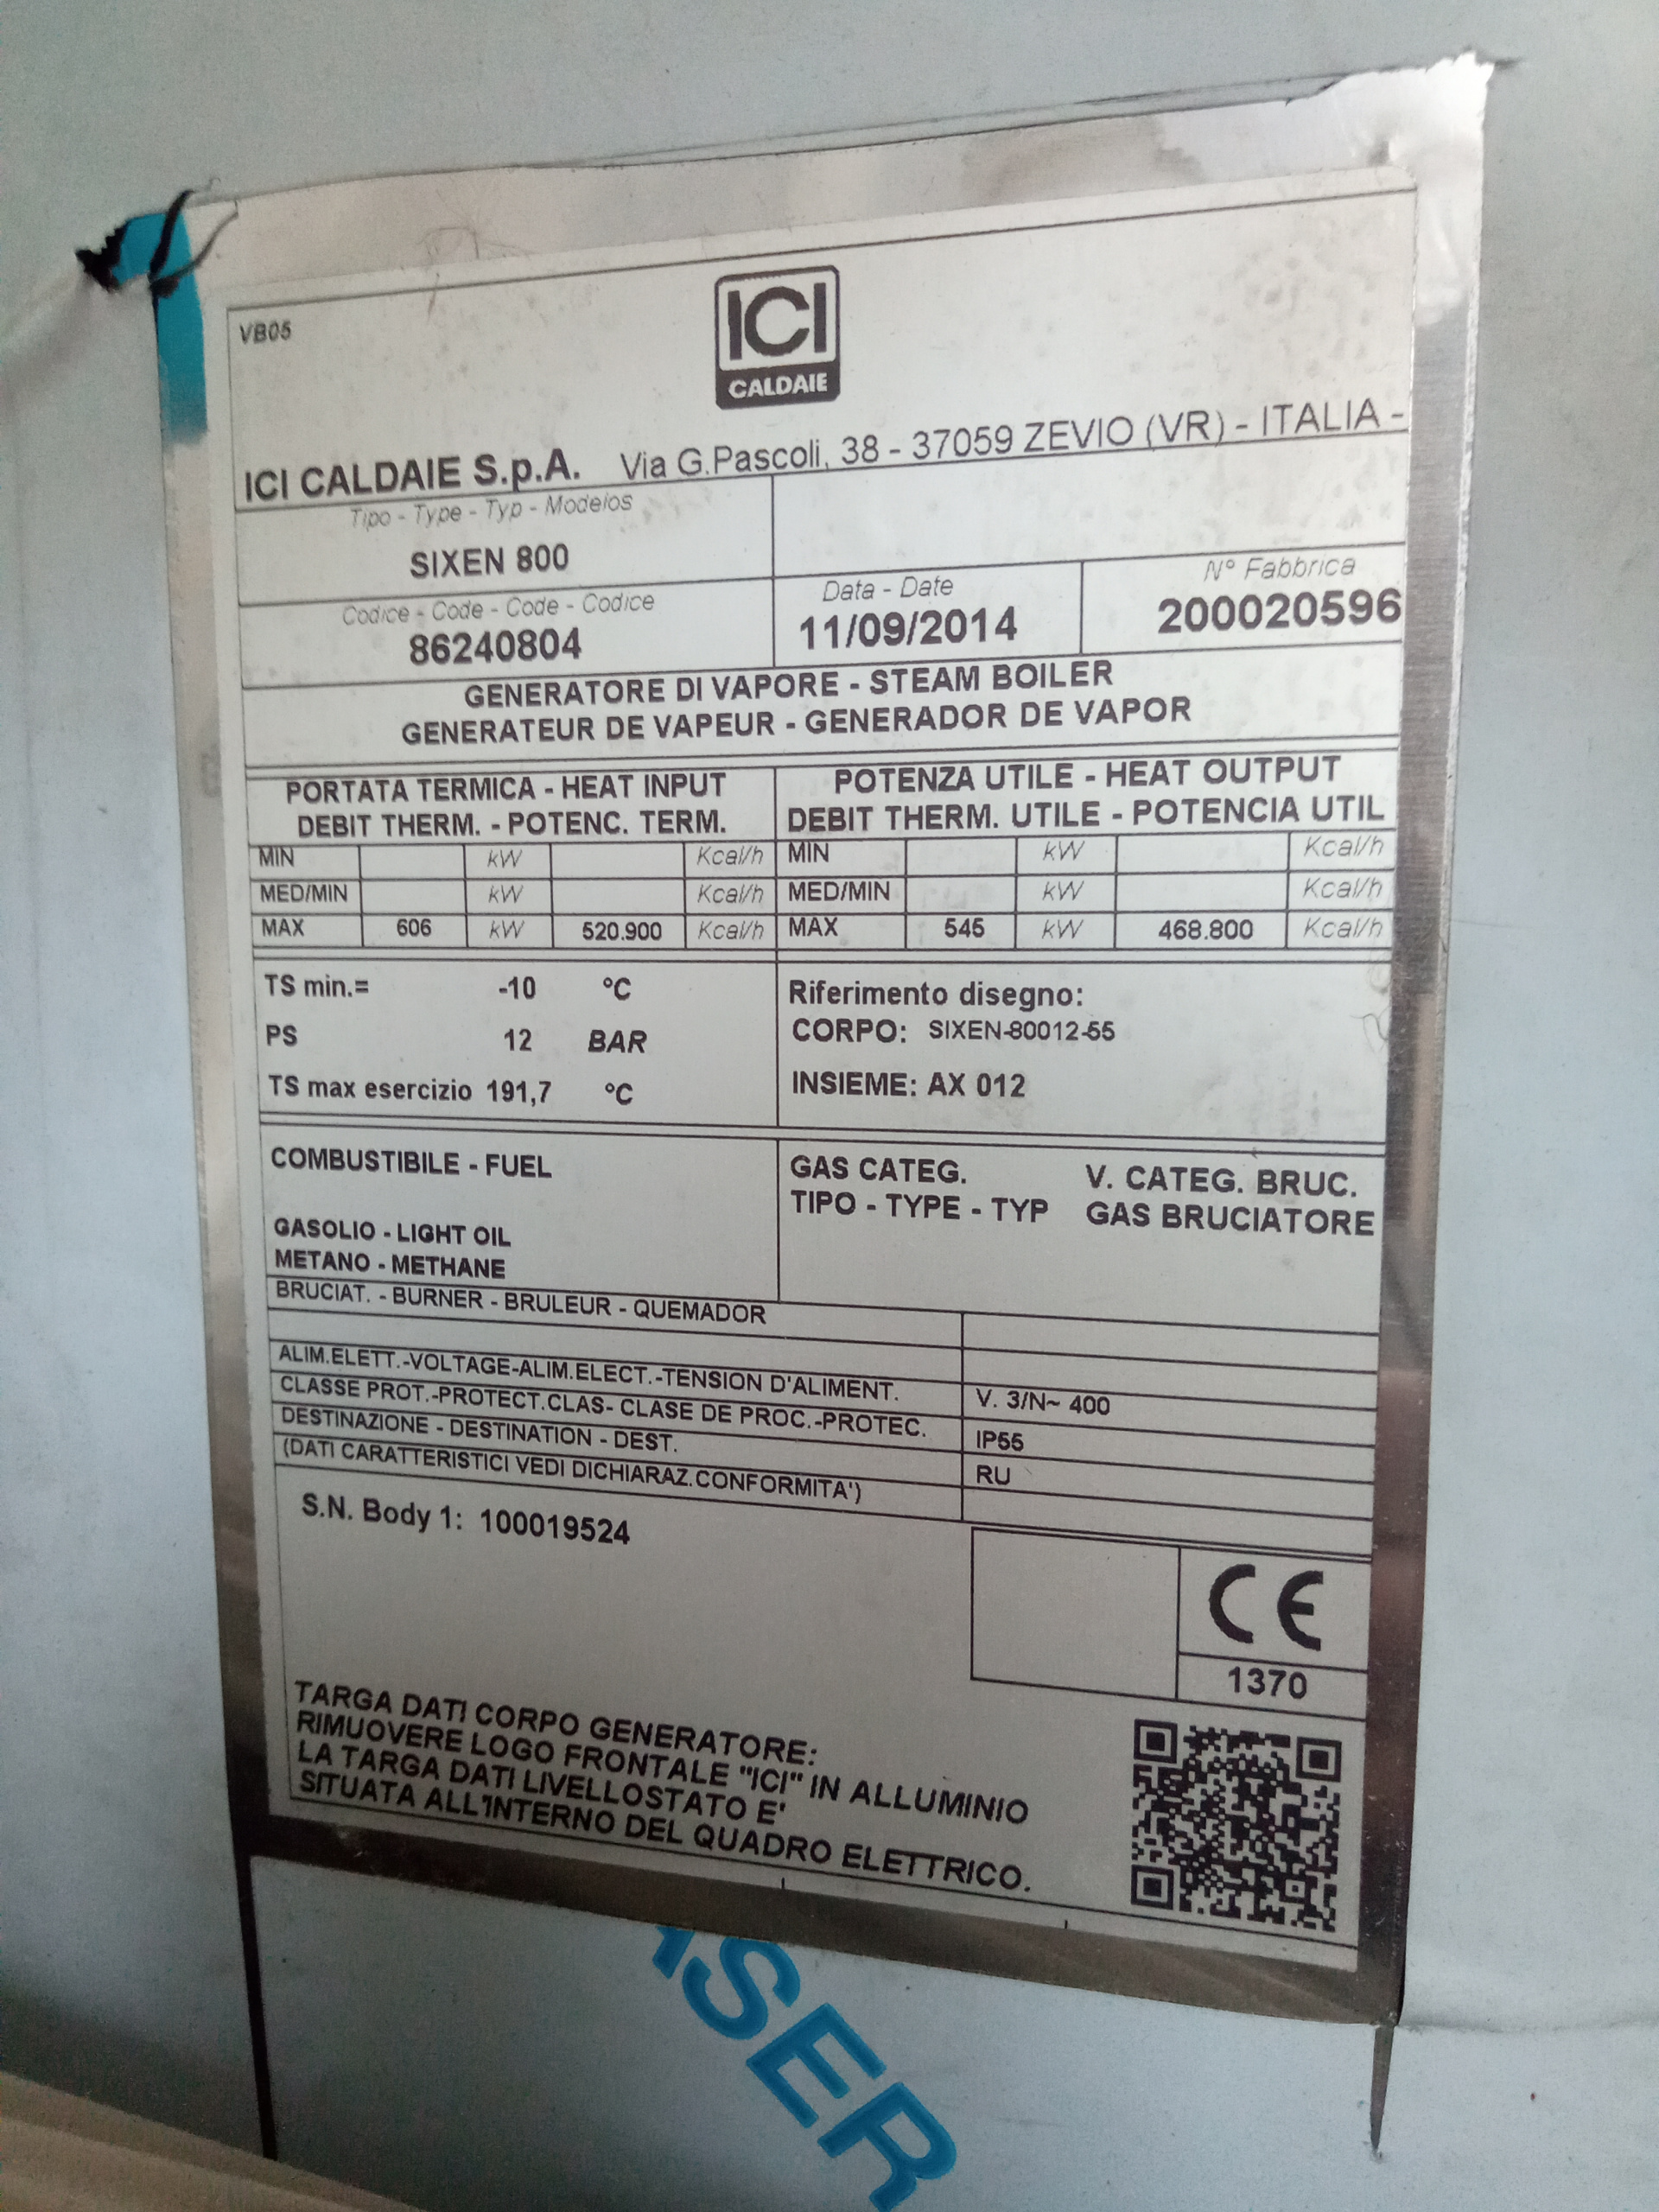 VB05
ICI
CALDAIE
ICI CALDAIE S.p.A. Via G.Pascoli, 38 - 37059 ZEVIO (VR) - ITALIA -
Tipo - Type - Typ - Modelos
SIXEN 800
Codice - Code - Code - Codice
86240804
Data - Date
11/09/2014
N° Fabbrica
200020596
GENERATORE DI VAPORE - STEAM BOILER
GENERATEUR DE VAPEUR - GENERADOR DE VAPOR
PORTATA TERMICA - HEAT INPUT
DEBIT THERM. - POTENC. TERM.
POTENZA UTILE - HEAT OUTPUT
DEBIT THERM. UTILE - POTENCIA UTIL
MIN kW Kcal/h MIN kW Kcal/h
MED/MIN kW Kcal/h MED/MIN kW Kcal/h
MAX 606 kW 520.900 Kcal/h MAX 545 kW 468.800 Kcal/h
TS min.= -10 °C
PS 12 BAR
TS max esercizio 191,7 °C
Riferimento disegno:
CORPO: SIXEN-80012-55
INSIEME: AX 012
COMBUSTIBILE - FUEL
GASOLIO - LIGHT OIL
METANO - METHANE
GAS CATEG. V. CATEG. BRUC.
TIPO - TYPE - TYP GAS BRUCIATORE
BRUCIAT. - BURNER - BRULEUR - QUEMADOR
ALIM.ELETT.-VOLTAGE-ALIM.ELECT.-TENSION D'ALIMENT. V. 3/N~ 400
CLASSE PROT.-PROTECT.CLAS- CLASE DE PROC.-PROTEC. IP55
DESTINAZIONE - DESTINATION - DEST. RU
(DATI CARATTERISTICI VEDI DICHIARAZ.CONFORMITA')
S.N. Body 1: 100019524
CE
1370
TARGA DATI CORPO GENERATORE:
RIMUOVERE LOGO FRONTALE "ICI" IN ALLUMINIO
LA TARGA DATI LIVELLOSTATO E'
SITUATA ALL'INTERNO DEL QUADRO ELETTRICO.
ASER